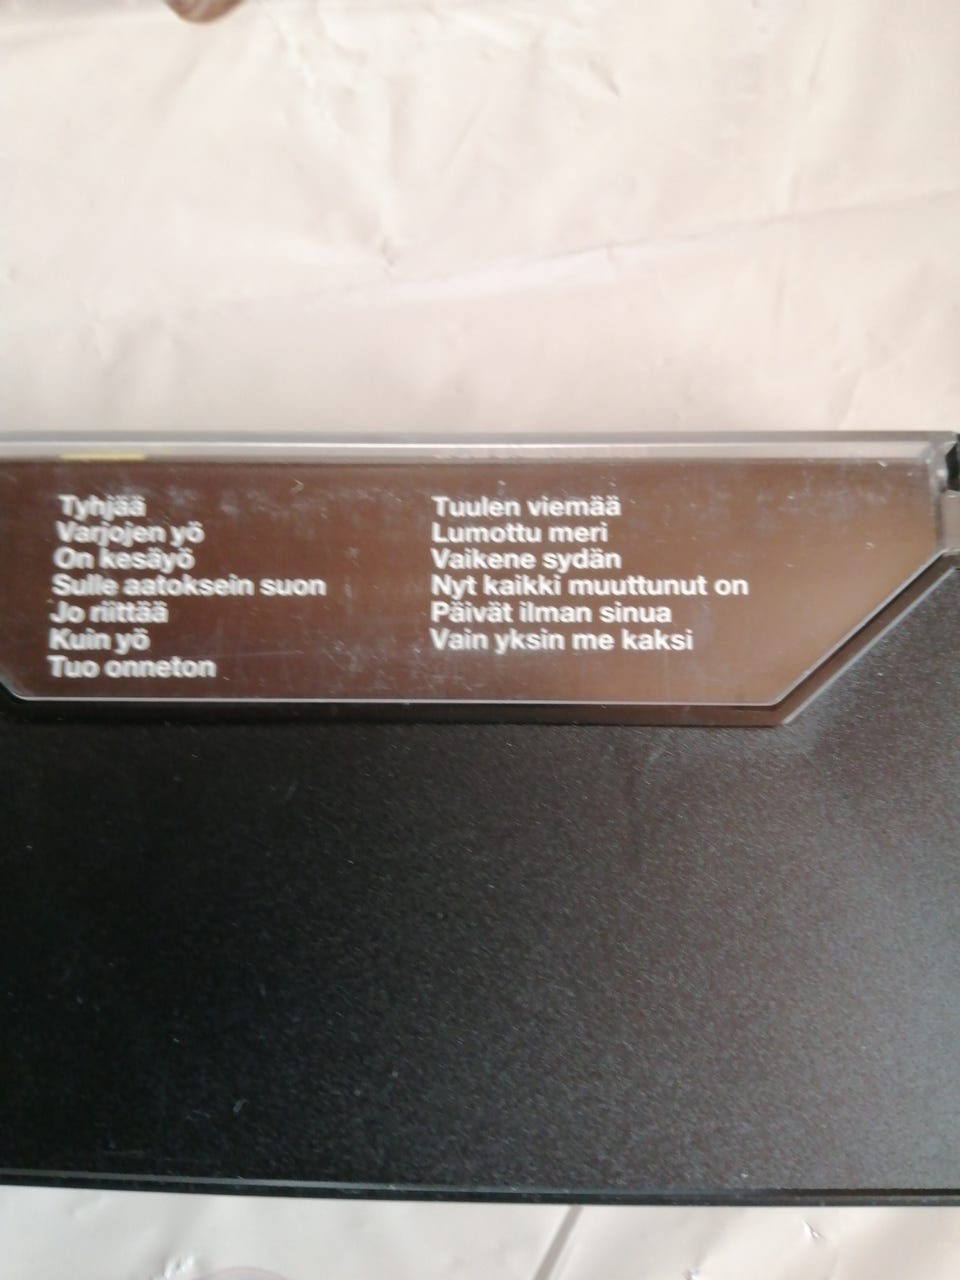 Tyhjää
Varjojen yö
On kesäyö
Sulle aatoksein suon
Jo riittää
Kuin yö
Tuo onneton
Tuulen viemää
Lumottu meri
Vaikene sydän
Nyt kaikki muuttunut on
Päivät ilman sinua
Vain yksin me kaksi